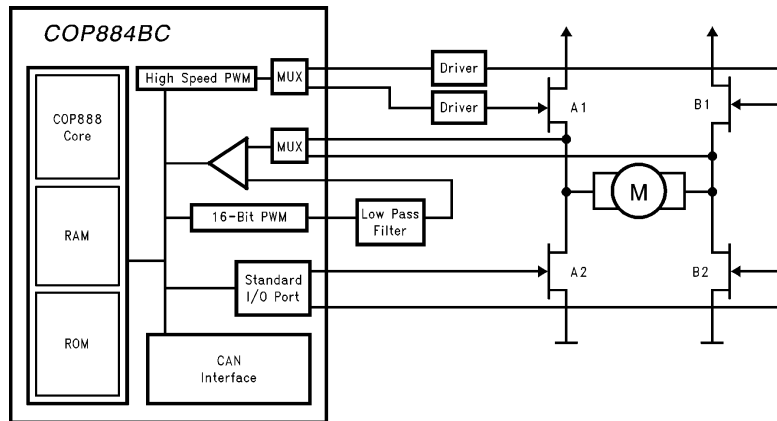 COP884BC
COP888
Core
RAM
ROM
High Speed PWM
MUX
MUX
16-Bit PWM
Low Pass
Filter
Standard
I/O Port
CAN
Interface
Driver
Driver
A1
B1
M
A2
B2